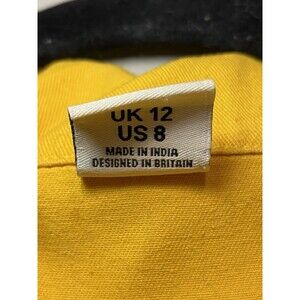 UK 12
US 8
MADE IN INDIA
DESIGNED IN BRITAIN